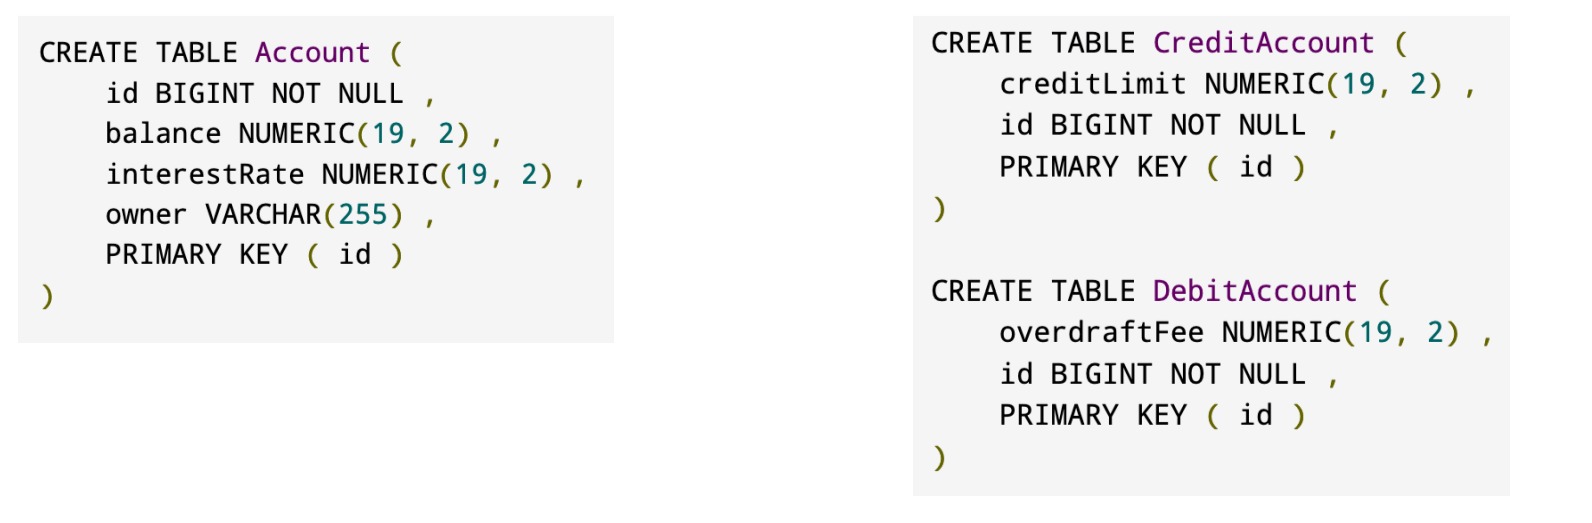 CREATE TABLE Account (
    id BIGINT NOT NULL ,
    balance NUMERIC(19, 2) ,
    interestRate NUMERIC(19, 2) ,
    owner VARCHAR(255) ,
    PRIMARY KEY ( id )
)
CREATE TABLE CreditAccount (
    creditLimit NUMERIC(19, 2) ,
    id BIGINT NOT NULL ,
    PRIMARY KEY ( id )
)
CREATE TABLE DebitAccount (
    overdraftFee NUMERIC(19, 2) ,
    id BIGINT NOT NULL ,
    PRIMARY KEY ( id )
)